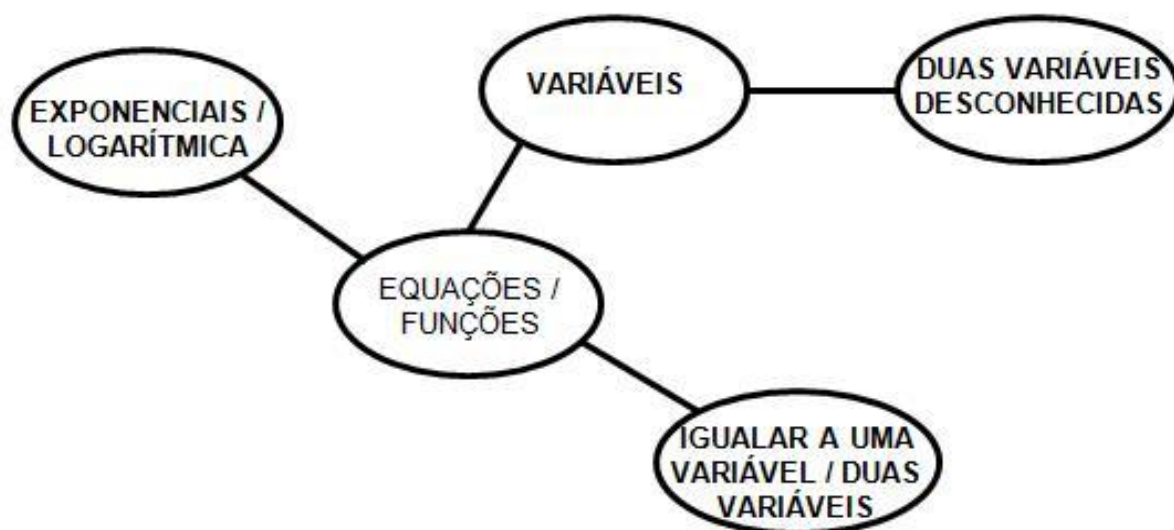 EXPONENCIAIS /
LOGARÍTMICA
VARIÁVEIS
DUAS VARIÁVEIS
DESCONHECIDAS
EQUAÇÕES /
FUNÇÕES
IGUALAR A UMA
VARIÁVEL / DUAS
VARIÁVEIS